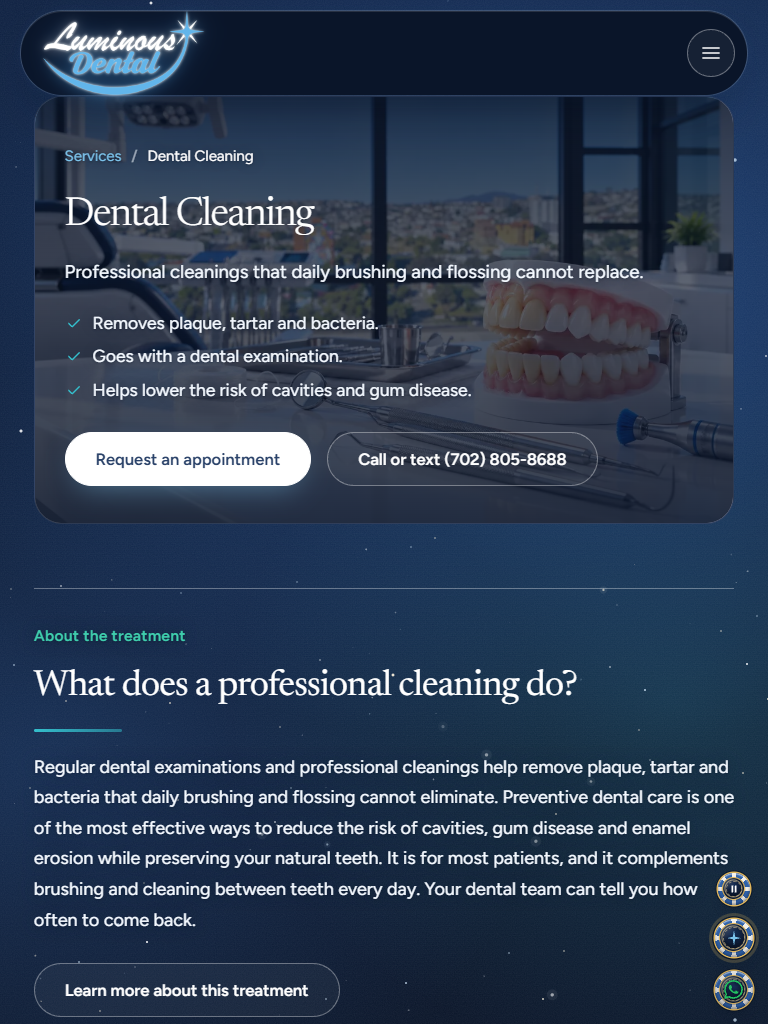 Luminous
Dental
Services / Dental Cleaning
Dental Cleaning
Professional cleanings that daily brushing and flossing cannot replace.
Removes plaque, tartar and bacteria.
Goes with a dental examination.
Helps lower the risk of cavities and gum disease.
Request an appointment
Call or text (702) 805-8688
About the treatment
What does a professional cleaning do?
Regular dental examinations and professional cleanings help remove plaque, tartar and
bacteria that daily brushing and flossing cannot eliminate. Preventive dental care is one
of the most effective ways to reduce the risk of cavities, gum disease and enamel
erosion while preserving your natural teeth. It is for most patients, and it complements
brushing and cleaning between teeth every day. Your dental team can tell you how
often to come back.
Learn more about this treatment